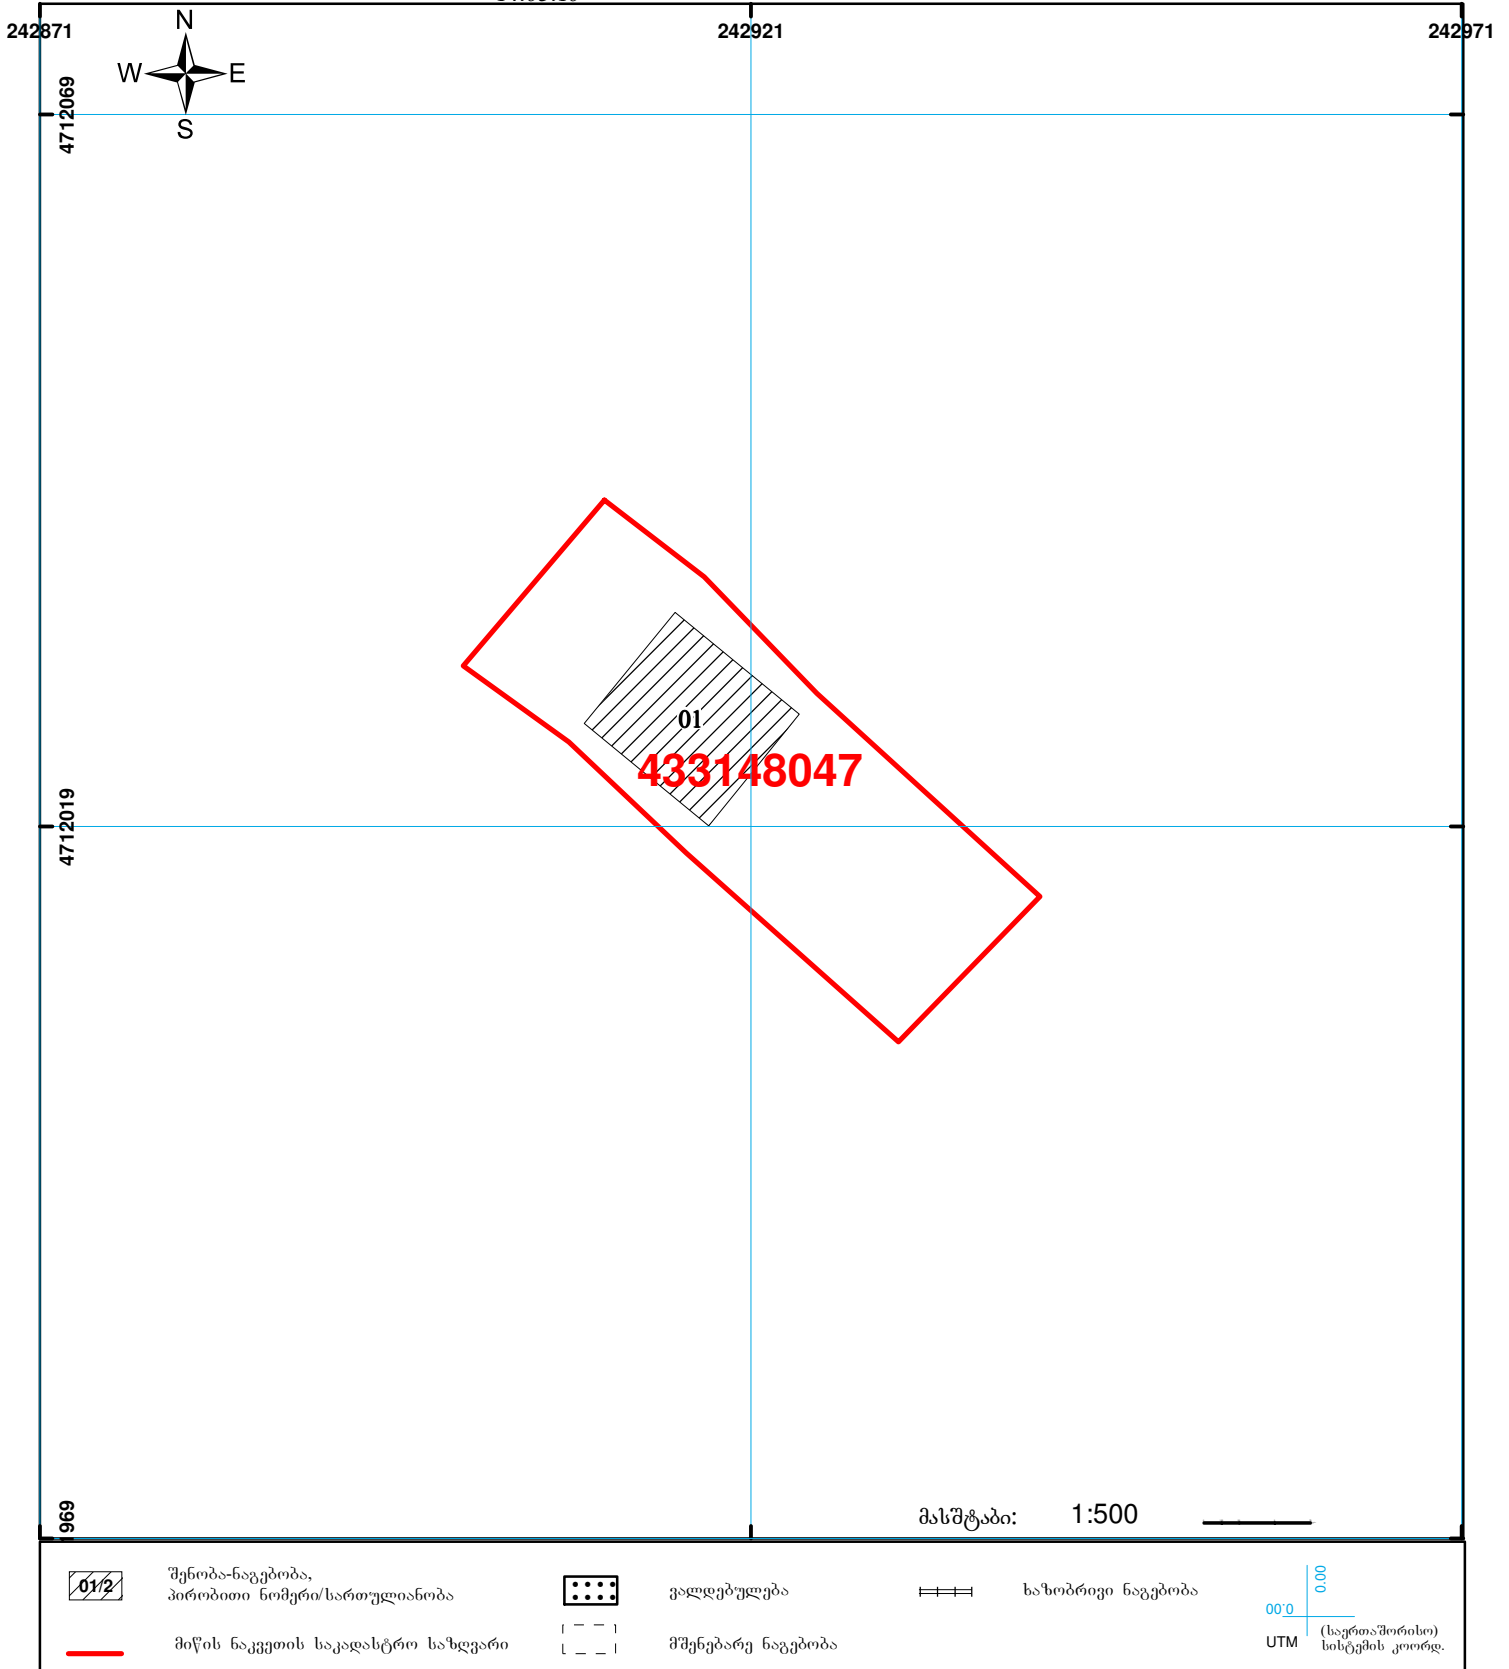 242871
242921
242971
N
W E
S
4712069
01
433148047
4712019
969
მასშტაბი: 1:500
01/2
შენობა-ნაგებობა,
პირობითი ნომერი/სართულიანობა
ვალდებულება
ხაზობრივი ნაგებობა
00.0
00.0
მიწის ნაკვეთის საკადასტრო საზღვარი
მშენებარე ნაგებობა
UTM
(საერთაშორისო)
სისტემის კოორდ.